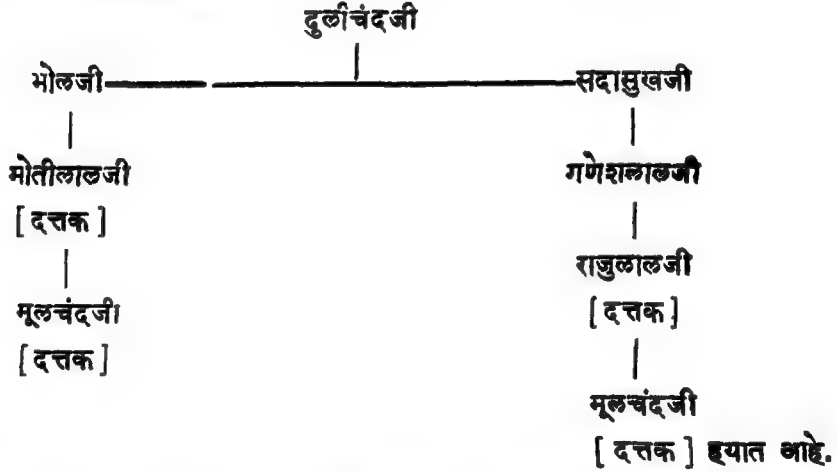 दुलीचंदजी
भोलजी सदासुखजी
मोतीलालजी गणेशलालजी
[ दत्तक ]
राजुलालजी
मूलचंदजी [ दत्तक ]
[ दत्तक ]
मूलचंदजी
[ दत्तक ] हयात आहे.